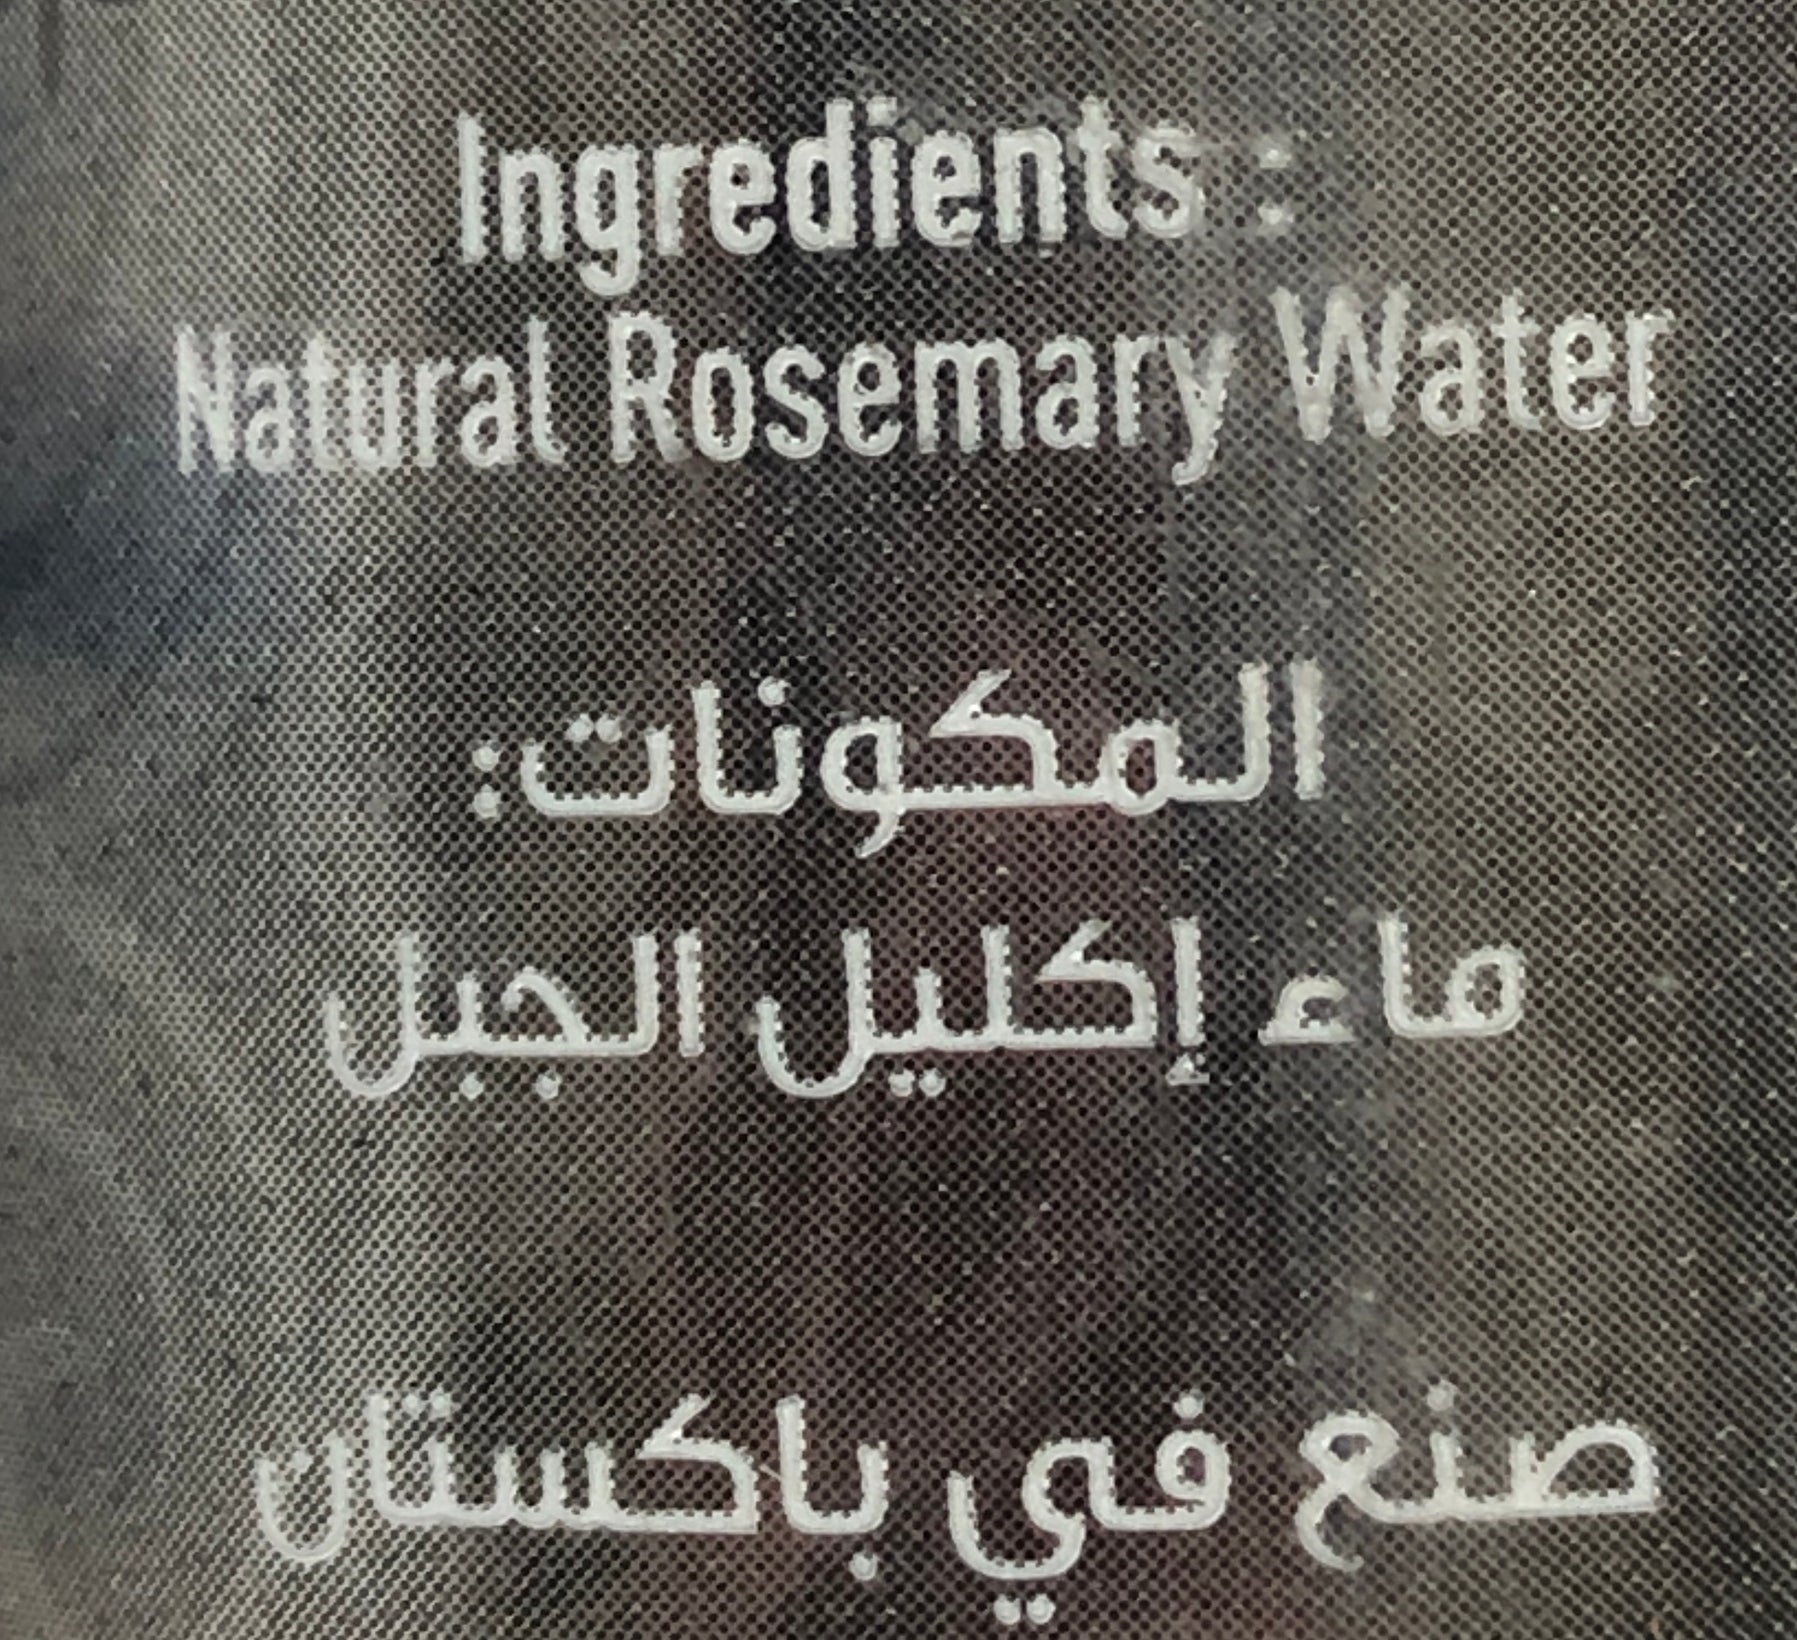 Ingredients :
Natural Rosemary Water
المكونات:
ماء إكليل الجبل
صنع في باكستان